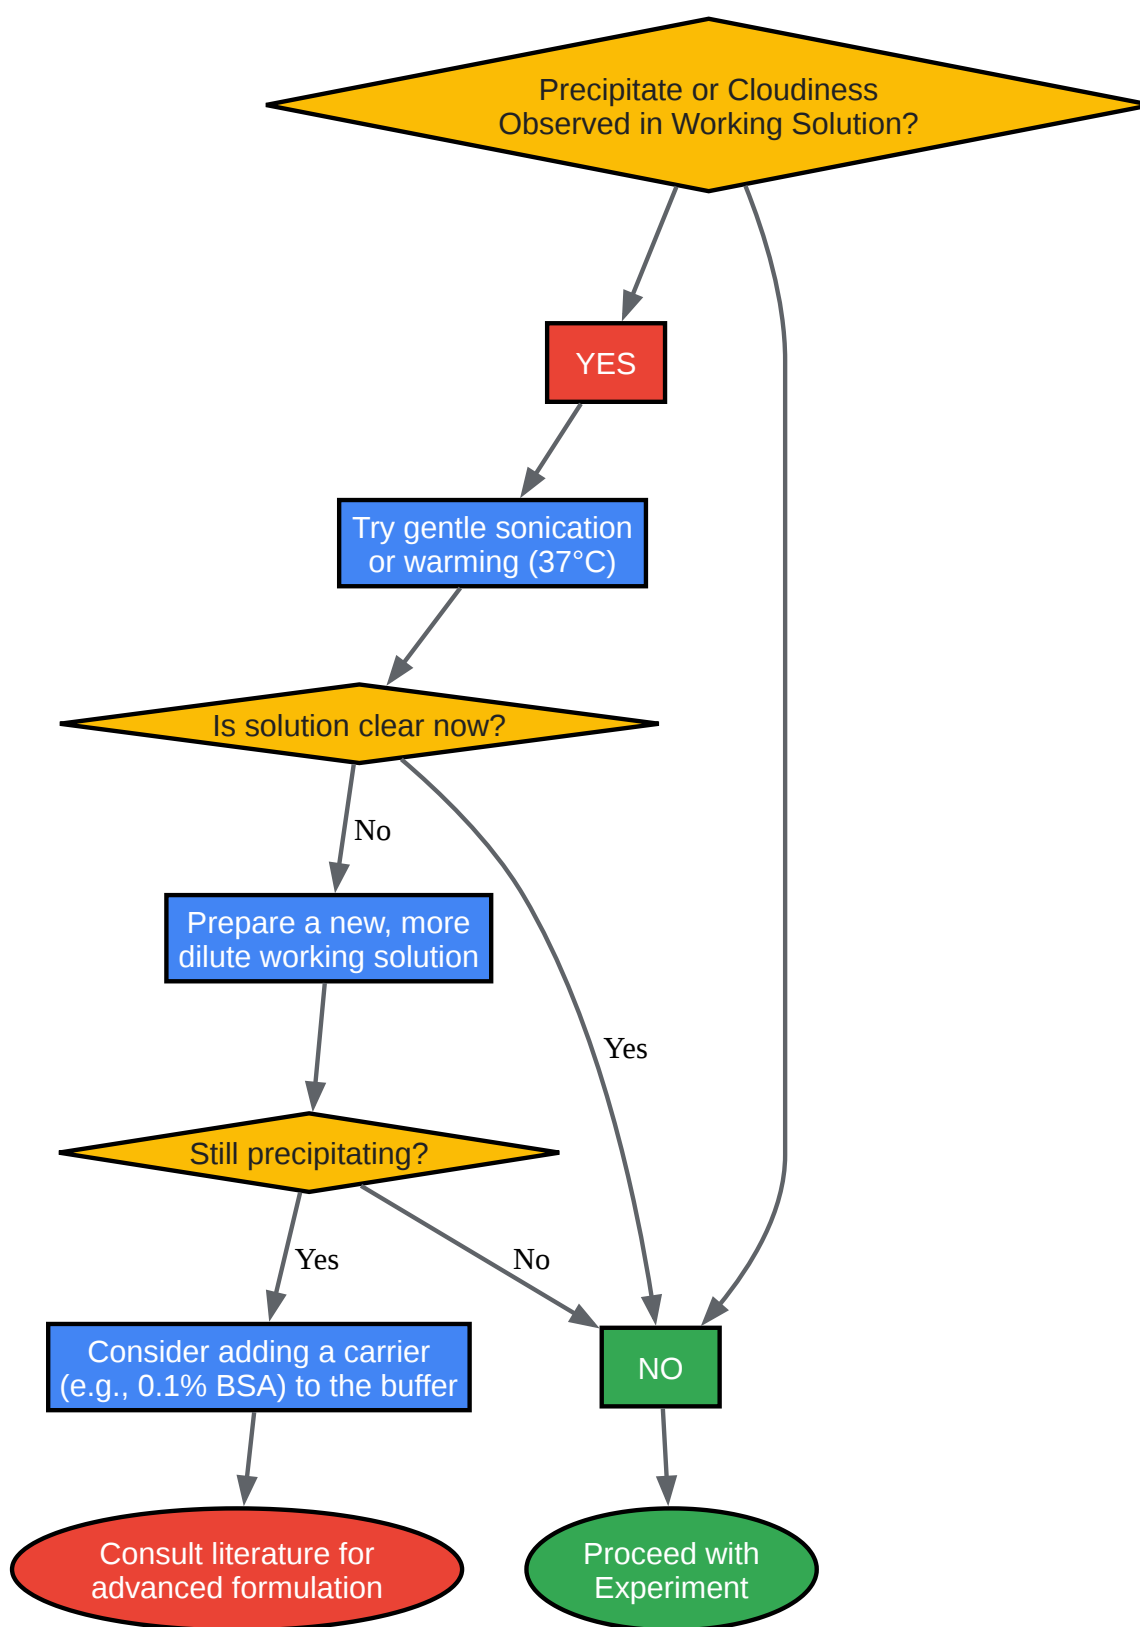 Precipitate or Cloudiness
Observed in Working Solution?
YES
Try gentle sonication
or warming (37°C)
Is solution clear now?
No
Prepare a new, more
dilute working solution
Yes
Still precipitating?
Yes
No
Consider adding a carrier
(e.g., 0.1% BSA) to the buffer
NO
Consult literature for
advanced formulation
Proceed with
Experiment